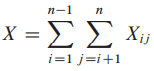 X = \sum_{i=1}^{n-1} \sum_{j=i+1}^{n} X_{ij}